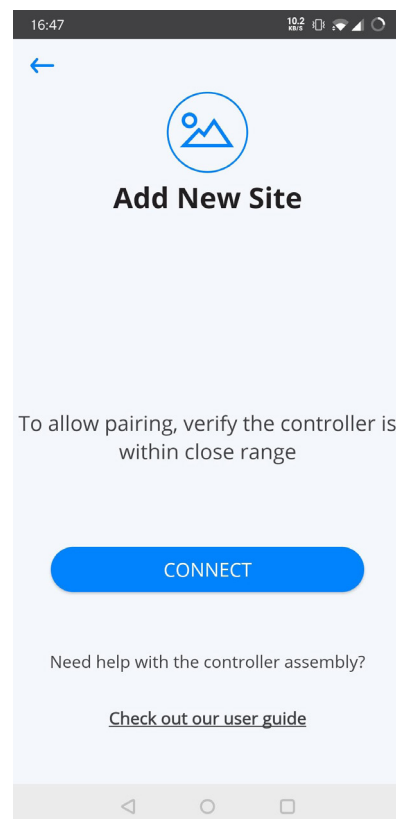 16:47
10.2
KB/S
Add New Site
To allow pairing, verify the controller is
within close range
CONNECT
Need help with the controller assembly?
Check out our user guide